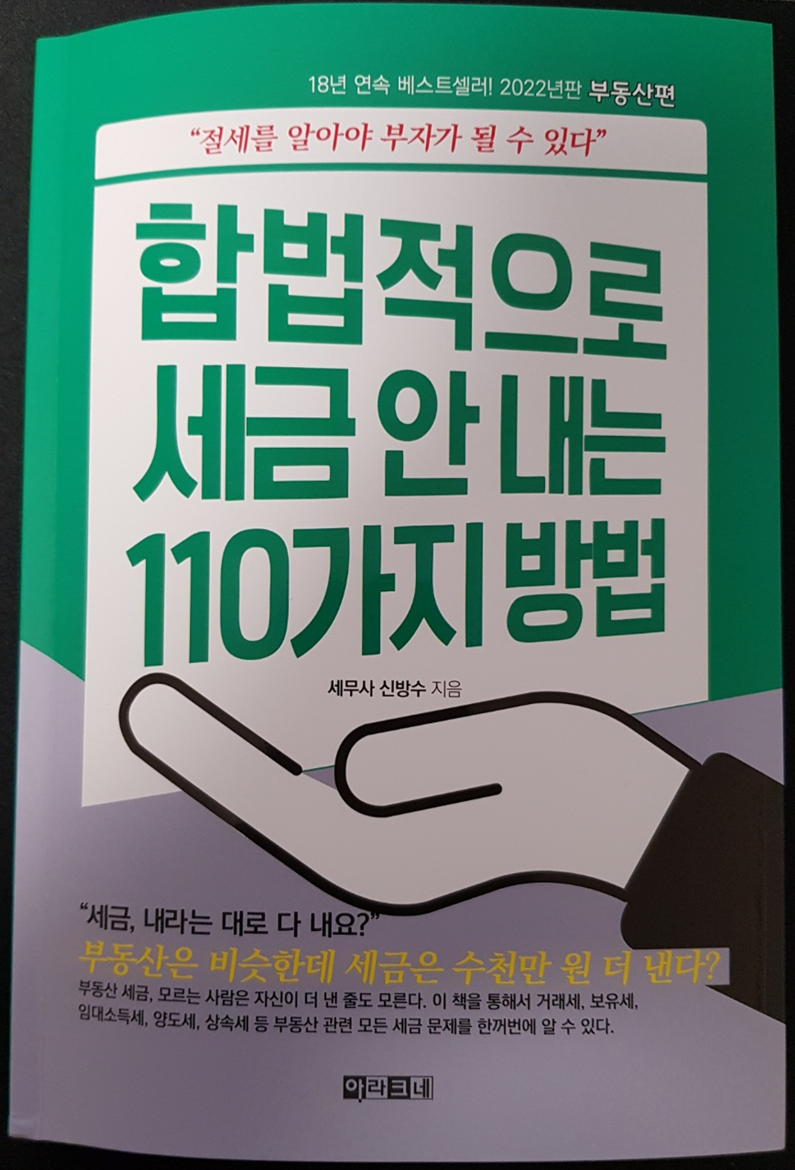 18년 연속 베스트셀러! 2022년판 부동산편
“절세를 알아야 부자가 될 수 있다”
합법적으로
세금 안 내는
110가지 방법
세무사 신방수 지음
“세금, 내라는 대로 다 내요?”
부동산은 비슷한데 세금은 수천만 원 더 낸다?
부동산 세금, 모르는 사람은 자신이 더 낸 줄도 모른다. 이 책을 통해서 거래세, 보유세,
임대소득세, 양도세, 상속세 등 부동산 관련 모든 세금 문제를 한꺼번에 알 수 있다.
아라크네